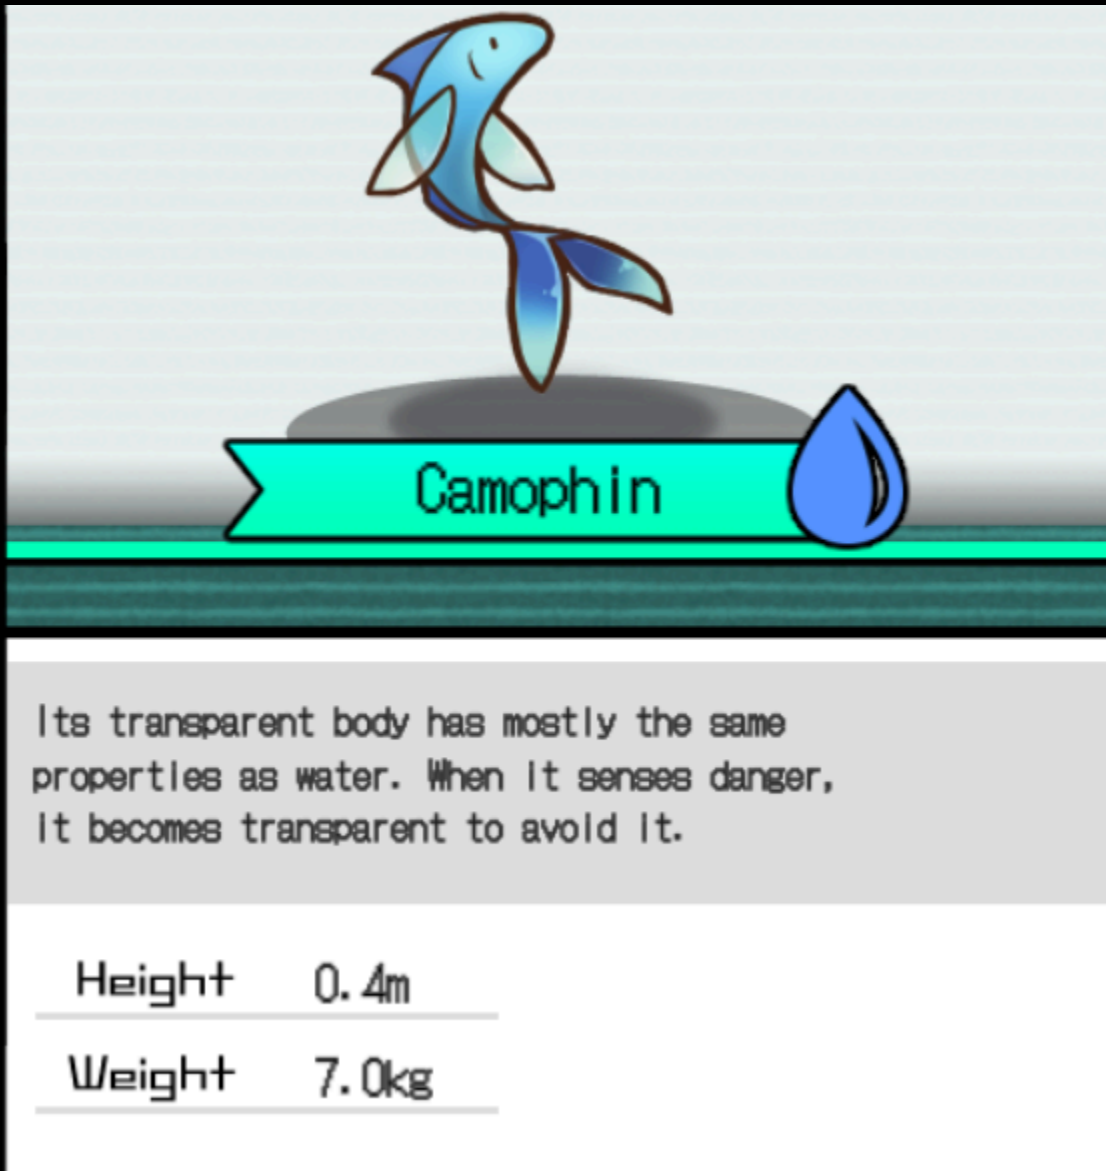 Camophin
Its transparent body has mostly the same
properties as water. When it senses danger,
it becomes transparent to avoid it.
Height 0.4m
Weight 7.0kg